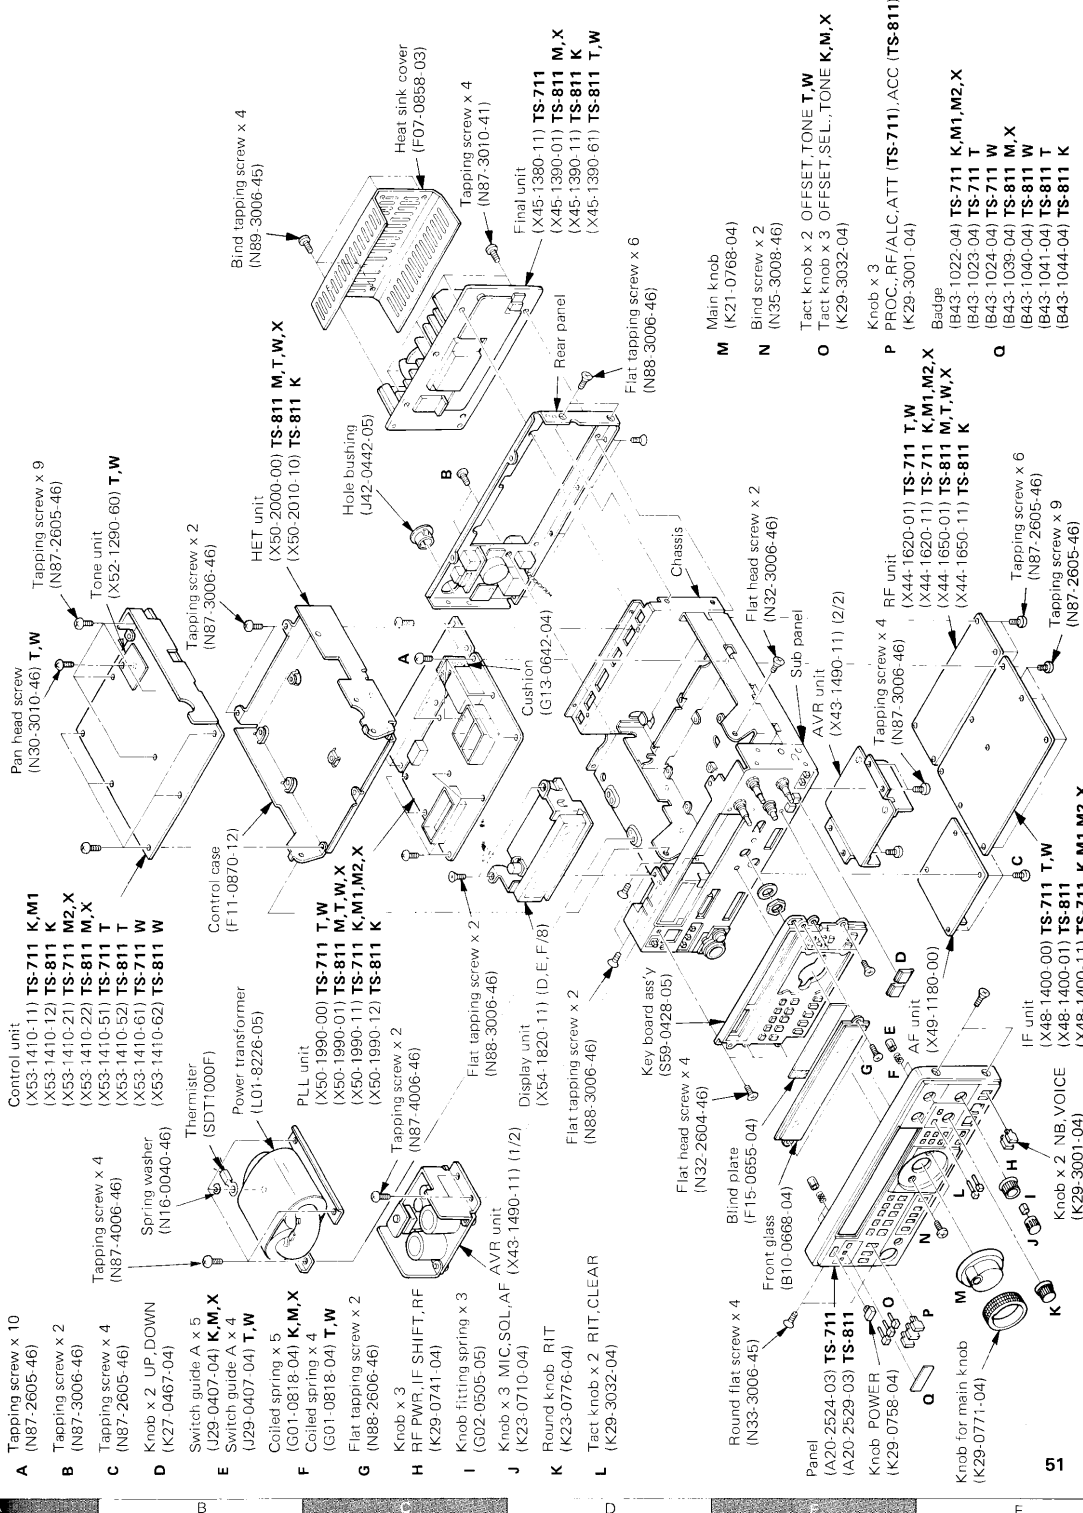 A Tapping screw x 10
(N87-2605-46)
B Tapping screw x 2
(N87-3006-46)
C Tapping screw x 4
(N87-2605-46)
D Knob x 2 UP,DOWN
(K27-0467-04)
E Switch guide A x 5
(J29-0407-04) K,M,X
Switch guide A x 4
(J29-0407-04) T,W
F Coiled spring x 5
(G01-0818-04) K,M,X
Coiled spring x 4
(G01-0818-04) T,W
G Flat tapping screw x 2
(N88-2606-46)
H Knob x 3
RF PWR,IF SHIFT,RF
(K29-0741-04)
I Knob fitting spring x 3
(G02-0505-05)
J Knob x 3 MIC,SQL,AF
(K23-0710-04)
K Round knob RIT
(K23-0776-04)
L Tact knob x 2 RIT,CLEAR
(K29-3032-04)
Control unit
(X53-1410-11) TS-711 K,M1
(X53-1410-12) TS-811 K
(X53-1410-21) TS-711 M2,X
(X53-1410-22) TS-811 M,X
(X53-1410-51) TS-711 T
(X53-1410-52) TS-811 T
(X53-1410-61) TS-711 W
(X53-1410-62) TS-811 W
Pan head screw
(N30-3010-46) T,W
Tapping screw x 9
(N87-2605-46)
Tone unit
(X52-1290-60) T,W
Tapping screw x 2
(N87-3006-46)
HET unit
(X50-2000-00) TS-811 M,T,W,X
(X50-2010-10) TS-811 K
Bind tapping screw x 4
(N89-3006-45)
Heat sink cover
(F07-0858-03)
Tapping screw x 4
(N87-3010-41)
Final unit
(X45-1380-11) TS-711
(X45-1390-01) TS-811 M,X
(X45-1390-11) TS-811 K
(X45-1390-61) TS-811 T,W
Tapping screw x 4
(N87-4006-46)
Spring washer
(N16-0040-46)
Thermister
(SDT1000F)
Power transformer
(L01-8226-05)
Control case
(F11-0870-12)
PLL unit
(X50-1990-00) TS-711 T,W
(X50-1990-01) TS-811 M,T,W,X
(X50-1990-11) TS-711 K,M1,M2,X
(X50-1990-12) TS-811 K
Tapping screw x 2
(N87-4006-46)
AVR unit
(X43-1490-11) (1/2)
Flat tapping screw x 2
(N88-3006-46)
Display unit
(X54-1820-11) (D,E,F/8)
Flat tapping screw x 2
(N88-3006-46)
A
Cushion
(G13-0642-04)
Hole bushing
(J42-0442-05)
B
Rear panel
Flat tapping screw x 6
(N88-3006-46)
Chassis
Flat head screw x 2
(N32-3006-46)
Sub panel
AVR unit
(X43-1490-11) (2/2)
Tapping screw x 4
(N87-3006-46)
RF unit
(X44-1620-01) TS-711 T,W
(X44-1620-11) TS-711 K,M1,M2,X
(X44-1650-01) TS-811 M,T,W,X
(X44-1650-11) TS-811 K
Tapping screw x 6
(N87-2605-46)
Tapping screw x 9
(N87-2605-46)
C
Key board ass'y
(S59-0428-05)
Flat head screw x 4
(N32-2604-46)
Blind plate
(F15-0655-04)
Front glass
(B10-0668-04)
D
E
F
G
AF unit
(X49-1180-00)
IF unit
(X48-1400-00) TS-711 T,W
(X48-1400-01) TS-811
(X48-1400-11) TS-711 K,M1,M2,X
Knob x 2 NB,VOICE
(K29-3001-04)
H
I
J
K
L
M
N
O
P
Q
Round flat screw x 4
(N33-3006-45)
Panel
(A20-2524-03) TS-711
(A20-2529-03) TS-811
Knob POWER
(K29-0758-04)
Knob for main knob
(K29-0771-04)
M Main knob
(K21-0768-04)
N Bind screw x 2
(N35-3008-46)
O Tact knob x 2 OFFSET,TONE T,W
Tact knob x 3 OFFSET,SEL.,TONE K,M,X
(K29-3032-04)
P Knob x 3
PROC., RF/ALC, ATT (TS-711), ACC (TS-811)
(K29-3001-04)
Q Badge
(B43-1022-04) TS-711 K,M1,M2,X
(B43-1023-04) TS-711 T
(B43-1024-04) TS-711 W
(B43-1039-04) TS-811 M,X
(B43-1040-04) TS-811 W
(B43-1041-04) TS-811 T
(B43-1044-04) TS-811 K
51
B
C
D
E
F